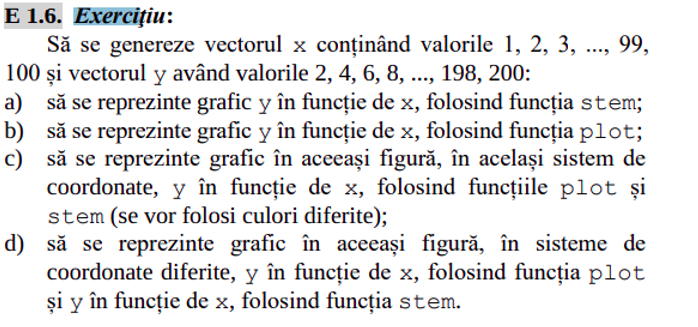 E 1.6. Exercițiu:
Să se genereze vectorul x conținând valorile 1, 2, 3, ..., 99,
100 și vectorul y având valorile 2, 4, 6, 8, ..., 198, 200:
a) să se reprezinte grafic y în funcție de x, folosind funcția stem;
b) să se reprezinte grafic y în funcție de x, folosind funcția plot;
c) să se reprezinte grafic în aceeași figură, în același sistem de
coordonate, y în funcție de x, folosind funcțiile plot și
stem (se vor folosi culori diferite);
d) să se reprezinte grafic în aceeași figură, în sisteme de
coordonate diferite, y în funcție de x, folosind funcția plot
și y în funcție de x, folosind funcția stem.